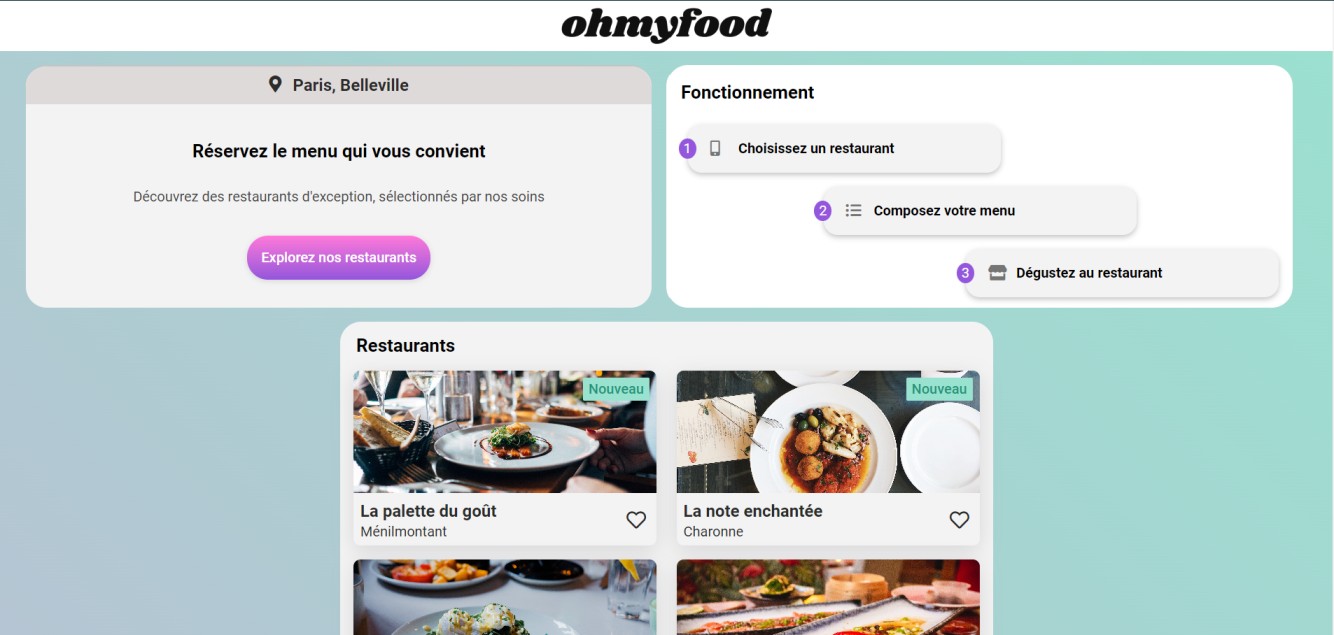 ohmyfood
Paris, Belleville
Réservez le menu qui vous convient
Découvrez des restaurants d'exception, sélectionnés par nos soins
Explorez nos restaurants
Fonctionnement
1 Choisissez un restaurant
2 Composez votre menu
3 Dégustez au restaurant
Restaurants
Nouveau
La palette du goût
Ménilmontant
Nouveau
La note enchantée
Charonne